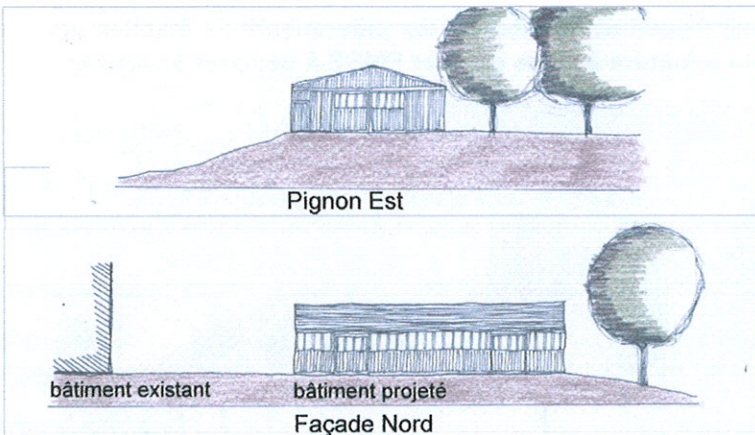 Pignon Est
bâtiment existant
bâtiment projeté
Façade Nord